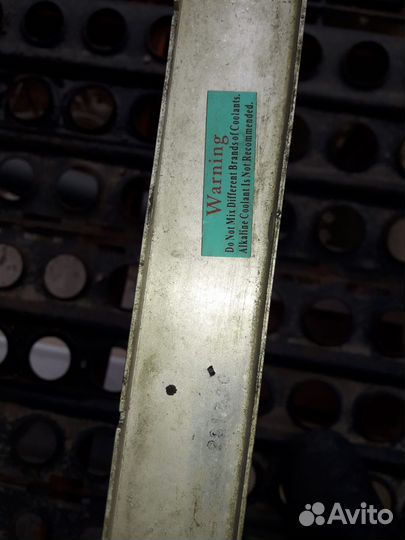 Warning
Do Not Mix Different Brands of Coolants.
Alkaline Coolant Is Not Recommended.
Avito